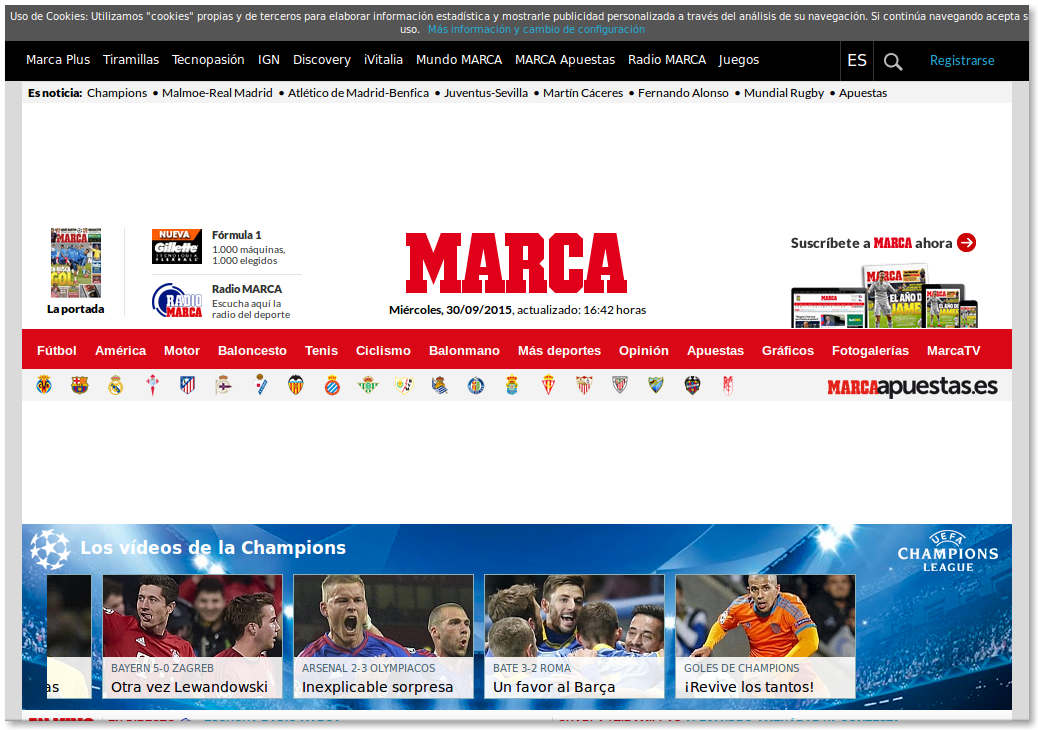 Uso de Cookies: Utilizamos "cookies" propias y de terceros para elaborar información estadística y mostrarle publicidad personalizada a través del análisis de su navegación. Si continúa navegando acepta s
uso. Más información y cambio de configuración
Marca Plus Tiramillas Tecnopasión IGN Discovery iVitalia Mundo MARCA MARCA Apuestas Radio MARCA Juegos ES Registrarse
Es noticia: Champions • Malmoe-Real Madrid • Atlético de Madrid-Benfica • Juventus-Sevilla • Martín Cáceres • Fernando Alonso • Mundial Rugby • Apuestas
MARCA
La portada
NUEVA
Gillette
Fórmula 1
1.000 máquinas,
1.000 elegidos
RADIO
MARCA
Radio MARCA
Escucha aquí la
radio del deporte
MARCA
Miércoles, 30/09/2015, actualizado: 16:42 horas
Suscríbete a MARCA ahora
Fútbol América Motor Baloncesto Tenis Ciclismo Balonmano Más deportes Opinión Apuestas Gráficos Fotogalerías MarcaTV
MARCAapuestas.es
Los vídeos de la Champions
UEFA
CHAMPIONS
LEAGUE
as
BAYERN 5-0 ZAGREB
Otra vez Lewandowski
ARSENAL 2-3 OLYMPIACOS
Inexplicable sorpresa
BATE 3-2 ROMA
Un favor al Barça
GOLES DE CHAMPIONS
¡Revive los tantos!